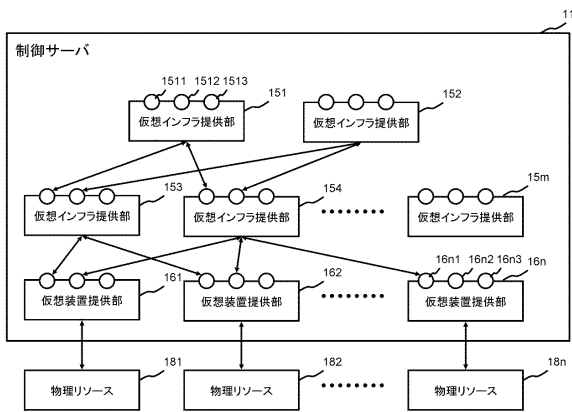 11
制御サーバ
1511 1512 1513
151
152
仮想インフラ提供部 仮想インフラ提供部
153
154
15m
仮想インフラ提供部 仮想インフラ提供部 仮想インフラ提供部
16n1 16n2 16n3
161
162
16n
仮想装置提供部 仮想装置提供部 仮想装置提供部
181
182
18n
物理リソース 物理リソース 物理リソース